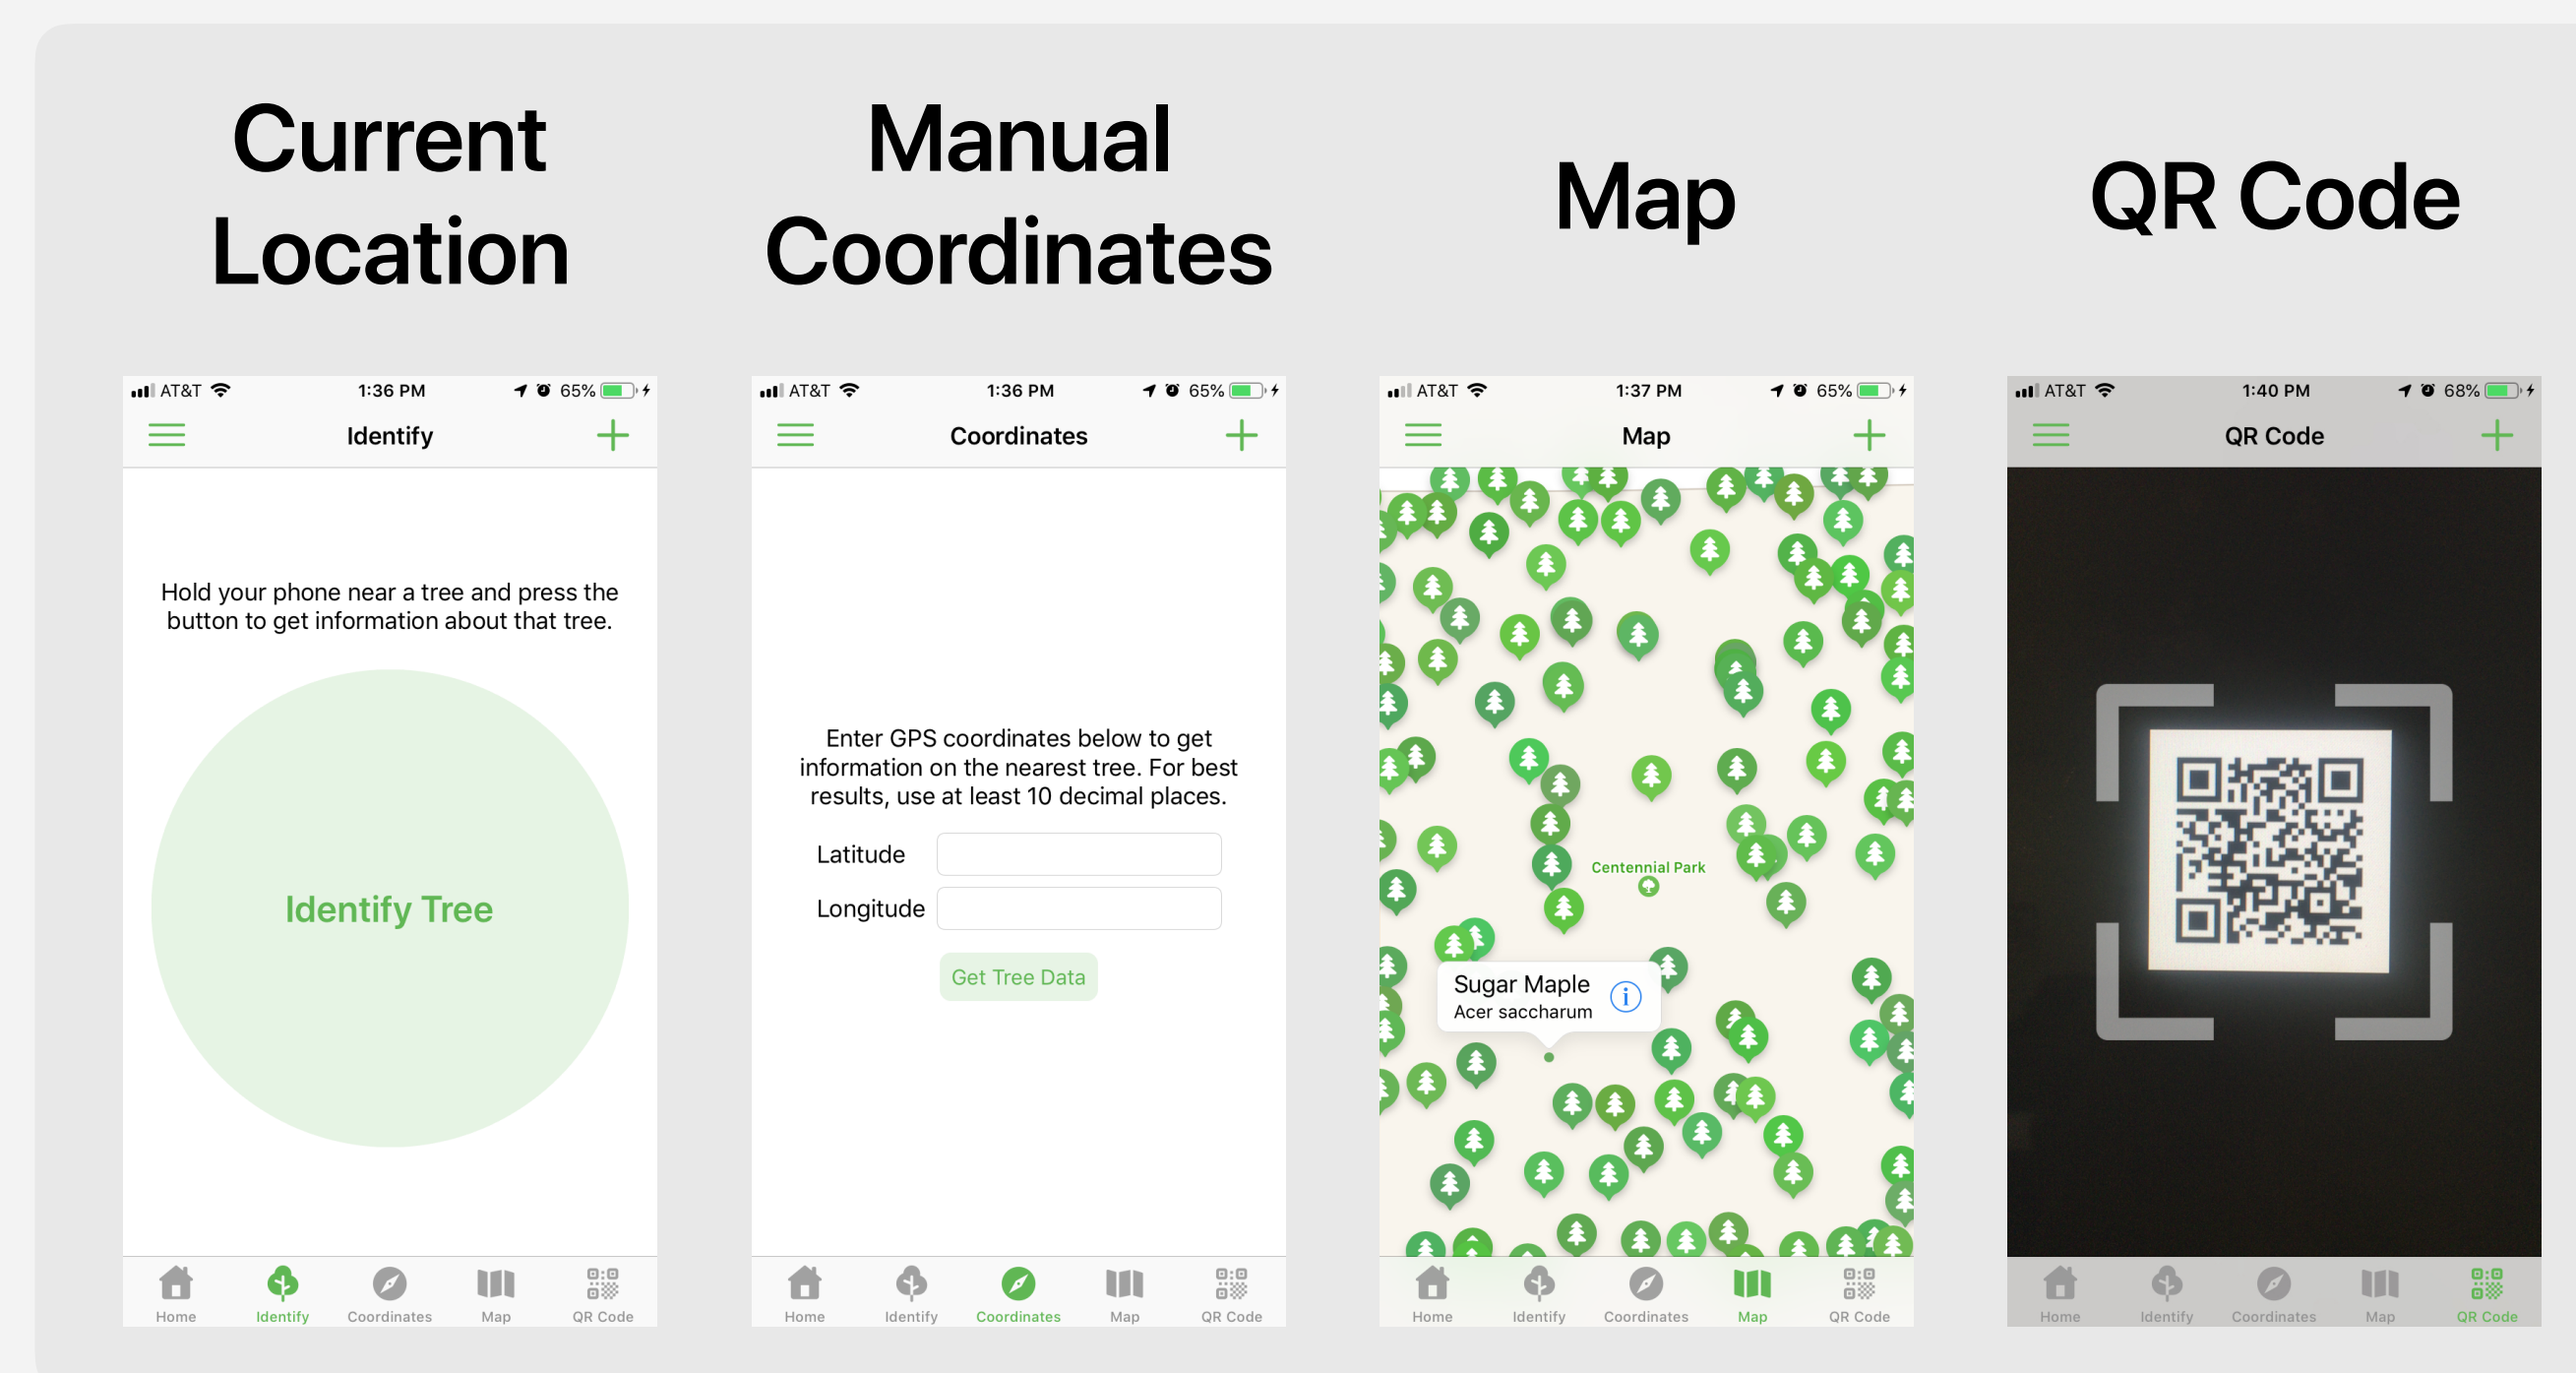 Current
Location
Manual
Coordinates
Map
QR Code
AT&T
1:36 PM
65%
Identify
Hold your phone near a tree and press the
button to get information about that tree.
Identify Tree
Home
Identify
Coordinates
Map
QR Code
AT&T
1:36 PM
65%
Coordinates
Enter GPS coordinates below to get
information on the nearest tree. For best
results, use at least 10 decimal places.
Latitude
Longitude
Get Tree Data
Home
Identify
Coordinates
Map
QR Code
AT&T
1:37 PM
65%
Map
Centennial Park
Sugar Maple
Acer saccharum
Home
Identify
Coordinates
Map
QR Code
AT&T
1:40 PM
68%
QR Code
Home
Identify
Coordinates
Map
QR Code